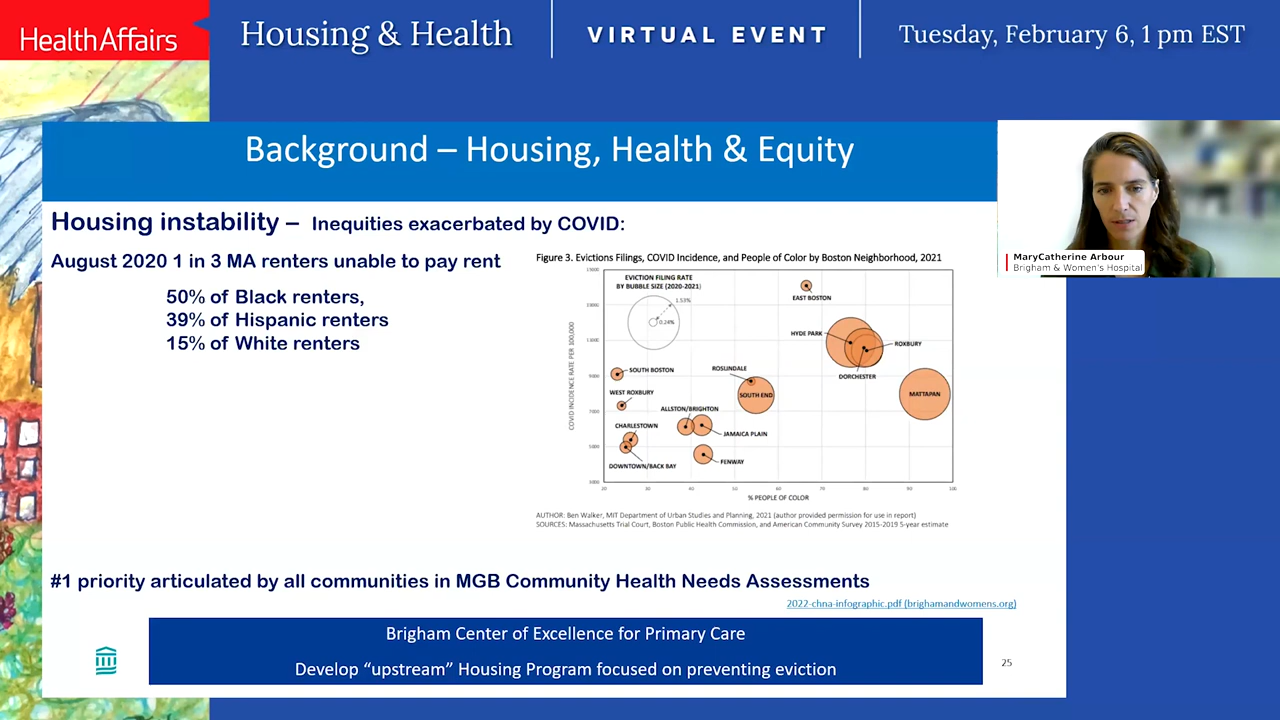 HealthAffairs
Housing & Health
VIRTUAL EVENT
Tuesday, February 6, 1 pm EST
Background – Housing, Health & Equity
MaryCatherine Arbour
Brigham & Women's Hospital
Housing instability – Inequities exacerbated by COVID:
August 2020 1 in 3 MA renters unable to pay rent
50% of Black renters,
39% of Hispanic renters
15% of White renters
Figure 3. Evictions Filings, COVID Incidence, and People of Color by Boston Neighborhood, 2021
EVICTION FILING RATE
BY BUBBLE SIZE (2020-2021)
1.53%
0.24%
COVID INCIDENCE RATE PER 100,000
EAST BOSTON
HYDE PARK
ROXBURY
DORCHESTER
MATTAPAN
SOUTH BOSTON
ROSLINDALE
SOUTH END
WEST ROXBURY
ALLSTON/BRIGHTON
JAMAICA PLAIN
CHARLESTOWN
DOWNTOWN/BACK BAY
FENWAY
20 30 40 50 60 70 80 90 100
% PEOPLE OF COLOR
AUTHOR: Ben Walker, MIT Department of Urban Studies and Planning, 2021 (author provided permission for use in report)
SOURCES: Massachusetts Trial Court, Boston Public Health Commission, and American Community Survey 2015-2019 5-year estimate
#1 priority articulated by all communities in MGB Community Health Needs Assessments
2022-chna-infographic.pdf (brighamandwomens.org)
Brigham Center of Excellence for Primary Care
Develop “upstream” Housing Program focused on preventing eviction
25